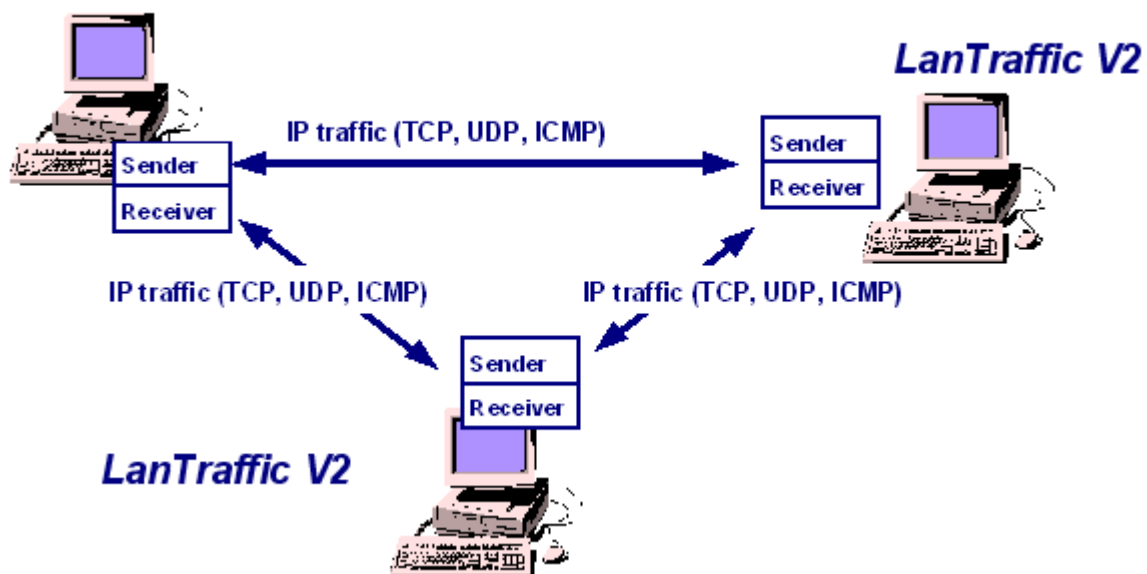 LanTraffic V2
IP traffic (TCP, UDP, ICMP)
Sender
Receiver
Sender
Receiver
IP traffic (TCP, UDP, ICMP)
IP traffic (TCP, UDP, ICMP)
Sender
Receiver
LanTraffic V2